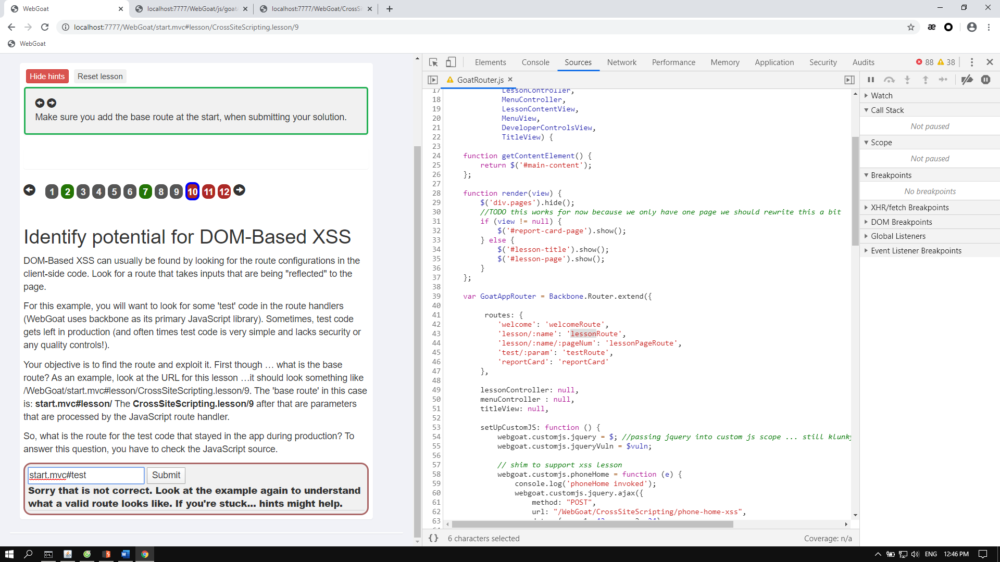 WebGoat
localhost:7777/WebGoat/js/goat
localhost:7777/WebGoat/CrossSi
localhost:7777/WebGoat/start.mvc#lesson/CrossSiteScripting.lesson/9
WebGoat
Hide hints
Reset lesson
Make sure you add the base route at the start, when submitting your solution.
1 2 3 4 5 6 7 8 9 10 11 12
Identify potential for DOM-Based XSS
DOM-Based XSS can usually be found by looking for the route configurations in the
client-side code. Look for a route that takes inputs that are being "reflected" to the
page.
For this example, you will want to look for some 'test' code in the route handlers
(WebGoat uses backbone as its primary JavaScript library). Sometimes, test code
gets left in production (and often times test code is very simple and lacks security or
any quality controls!).
Your objective is to find the route and exploit it. First though … what is the base
route? As an example, look at the URL for this lesson …it should look something like
/WebGoat/start.mvc#lesson/CrossSiteScripting.lesson/9. The 'base route' in this case
is: start.mvc#lesson/ The CrossSiteScripting.lesson/9 after that are parameters
that are processed by the JavaScript route handler.
So, what is the route for the test code that stayed in the app during production? To
answer this question, you have to check the JavaScript source.
start.mvc#test
Submit
Sorry that is not correct. Look at the example again to understand
what a valid route looks like. If you're stuck... hints might help.
Elements Console Sources Network Performance Memory Application Security Audits
88 38
GoatRouter.js
17 LessonController,
18 MenuController,
19 LessonContentView,
20 MenuView,
21 DeveloperControlsView,
22 TitleView) {
23
24 function getContentElement() {
25 return $('#main-content');
26 };
27
28 function render(view) {
29 $('div.pages').hide();
30 //TODO this works for now because we only have one page we should rewrite this a bit
31 if (view != null) {
32 $('#report-card-page').show();
33 } else {
34 $('#lesson-title').show();
35 $('#lesson-page').show();
36 }
37 };
38
39 var GoatAppRouter = Backbone.Router.extend({
40
41 routes: {
42 'welcome': 'welcomeRoute',
43 'lesson/:name': 'lessonRoute',
44 'lesson/:name/:pageNum': 'lessonPageRoute',
45 'test/:param': 'testRoute',
46 'reportCard': 'reportCard'
47 },
48
49 lessonController: null,
50 menuController : null,
51 titleView: null,
52
53 setUpCustomJS: function () {
54 webgoat.customjs.jquery = $; //passing jquery into custom js scope ... still klunky
55 webgoat.customjs.jqueryVuln = $vuln;
56
57 // shim to support xss lesson
58 webgoat.customjs.phoneHome = function (e) {
59 console.log('phoneHome invoked');
60 webgoat.customjs.jquery.ajax({
61 method: "POST",
62 url: "/WebGoat/CrossSiteScripting/phone-home-xss",
63
{} 6 characters selected
Coverage: n/a
Watch
Call Stack
Not paused
Scope
Not paused
Breakpoints
No breakpoints
XHR/fetch Breakpoints
DOM Breakpoints
Global Listeners
Event Listener Breakpoints
ENG 12:46 PM